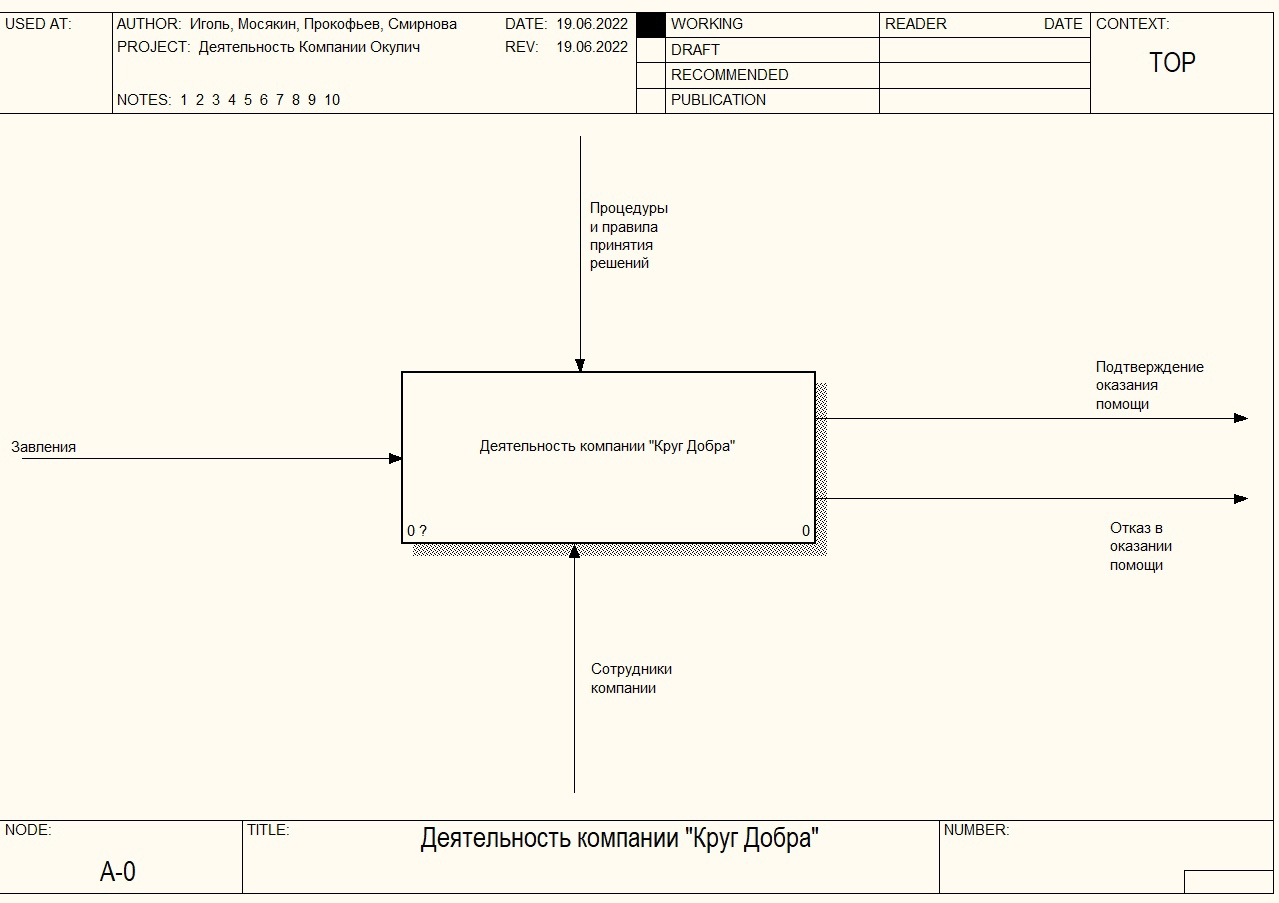 USED AT:
AUTHOR: Иголь, Мосякин, Прокофьев, Смирнова
DATE: 19.06.2022
PROJECT: Деятельность Компании Окулич
REV: 19.06.2022
NOTES: 1 2 3 4 5 6 7 8 9 10
WORKING
DRAFT
RECOMMENDED
PUBLICATION
READER DATE
CONTEXT:
TOP
Процедуры
и правила
принятия
решений
Завления
Деятельность компании "Круг Добра"
0 ?
0
Подтверждение
оказания
помощи
Отказ в
оказании
помощи
Сотрудники
компании
NODE:
A-0
TITLE:
Деятельность компании "Круг Добра"
NUMBER: